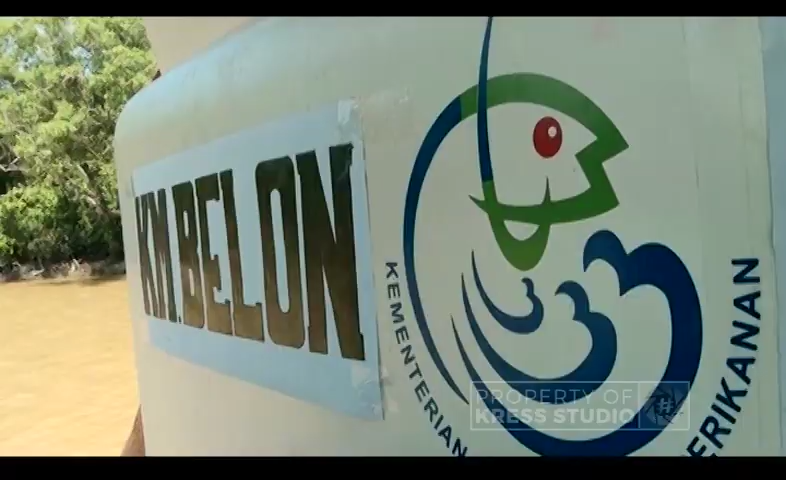 KM.BELON
KEMENTERIAN
ERIKANAN
PROPERTY OF
KRESS STUDIO